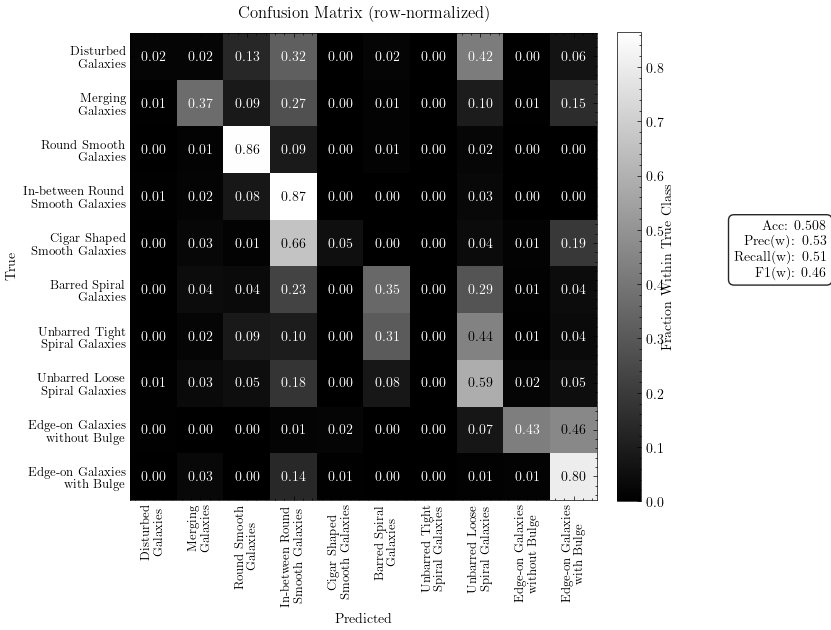 Confusion Matrix (row-normalized)
Disturbed
Galaxies
0.02 0.02 0.13 0.32 0.00 0.02 0.00 0.42 0.00 0.06
Merging
Galaxies
0.01 0.37 0.09 0.27 0.00 0.01 0.00 0.10 0.01 0.15
Round Smooth
Galaxies
0.00 0.01 0.86 0.09 0.00 0.01 0.00 0.02 0.00 0.00
In-between Round
Smooth Galaxies
0.01 0.02 0.08 0.87 0.00 0.00 0.00 0.03 0.00 0.00
Cigar Shaped
Smooth Galaxies
0.00 0.03 0.01 0.66 0.05 0.00 0.00 0.04 0.01 0.19
Barred Spiral
Galaxies
0.00 0.04 0.04 0.23 0.00 0.35 0.00 0.29 0.01 0.04
Unbarred Tight
Spiral Galaxies
0.00 0.02 0.09 0.10 0.00 0.31 0.00 0.44 0.01 0.04
Unbarred Loose
Spiral Galaxies
0.01 0.03 0.05 0.18 0.00 0.08 0.00 0.59 0.02 0.05
Edge-on Galaxies
without Bulge
0.00 0.00 0.00 0.01 0.02 0.00 0.00 0.07 0.43 0.46
Edge-on Galaxies
with Bulge
0.00 0.03 0.00 0.14 0.01 0.00 0.00 0.01 0.01 0.80
True
Disturbed
Galaxies
Merging
Galaxies
Round Smooth
Galaxies
In-between Round
Smooth Galaxies
Cigar Shaped
Smooth Galaxies
Barred Spiral
Galaxies
Unbarred Tight
Spiral Galaxies
Unbarred Loose
Spiral Galaxies
Edge-on Galaxies
without Bulge
Edge-on Galaxies
with Bulge
Predicted
0.8
0.7
0.6
0.5
0.4
0.3
0.2
0.1
0.0
Fraction Within True Class
Acc: 0.508
Prec(w): 0.53
Recall(w): 0.51
F1(w): 0.46